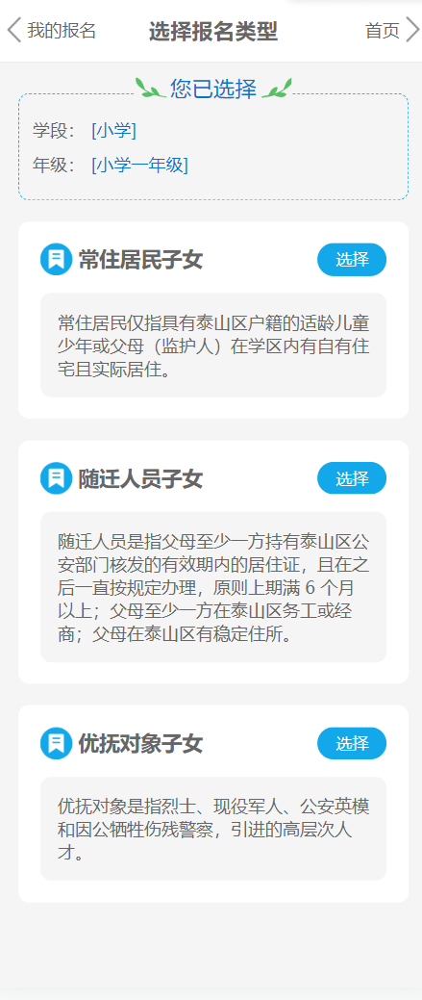 我的报名 选择报名类型 首页
您已选择
学段： [小学]
年级： [小学一年级]
常住居民子女 选择
常住居民仅指具有泰山区户籍的适龄儿童
少年或父母（监护人）在学区内有自有住
宅且实际居住。
随迁人员子女 选择
随迁人员是指父母至少一方持有泰山区公
安部门核发的有效期内的居住证，且在之
后一直按规定办理，原则上期满 6 个月
以上；父母至少一方在泰山区务工或经
商；父母在泰山区有稳定住所。
优抚对象子女 选择
优抚对象是指烈士、现役军人、公安英模
和因公牺牲伤残警察，引进的高层次人
才。